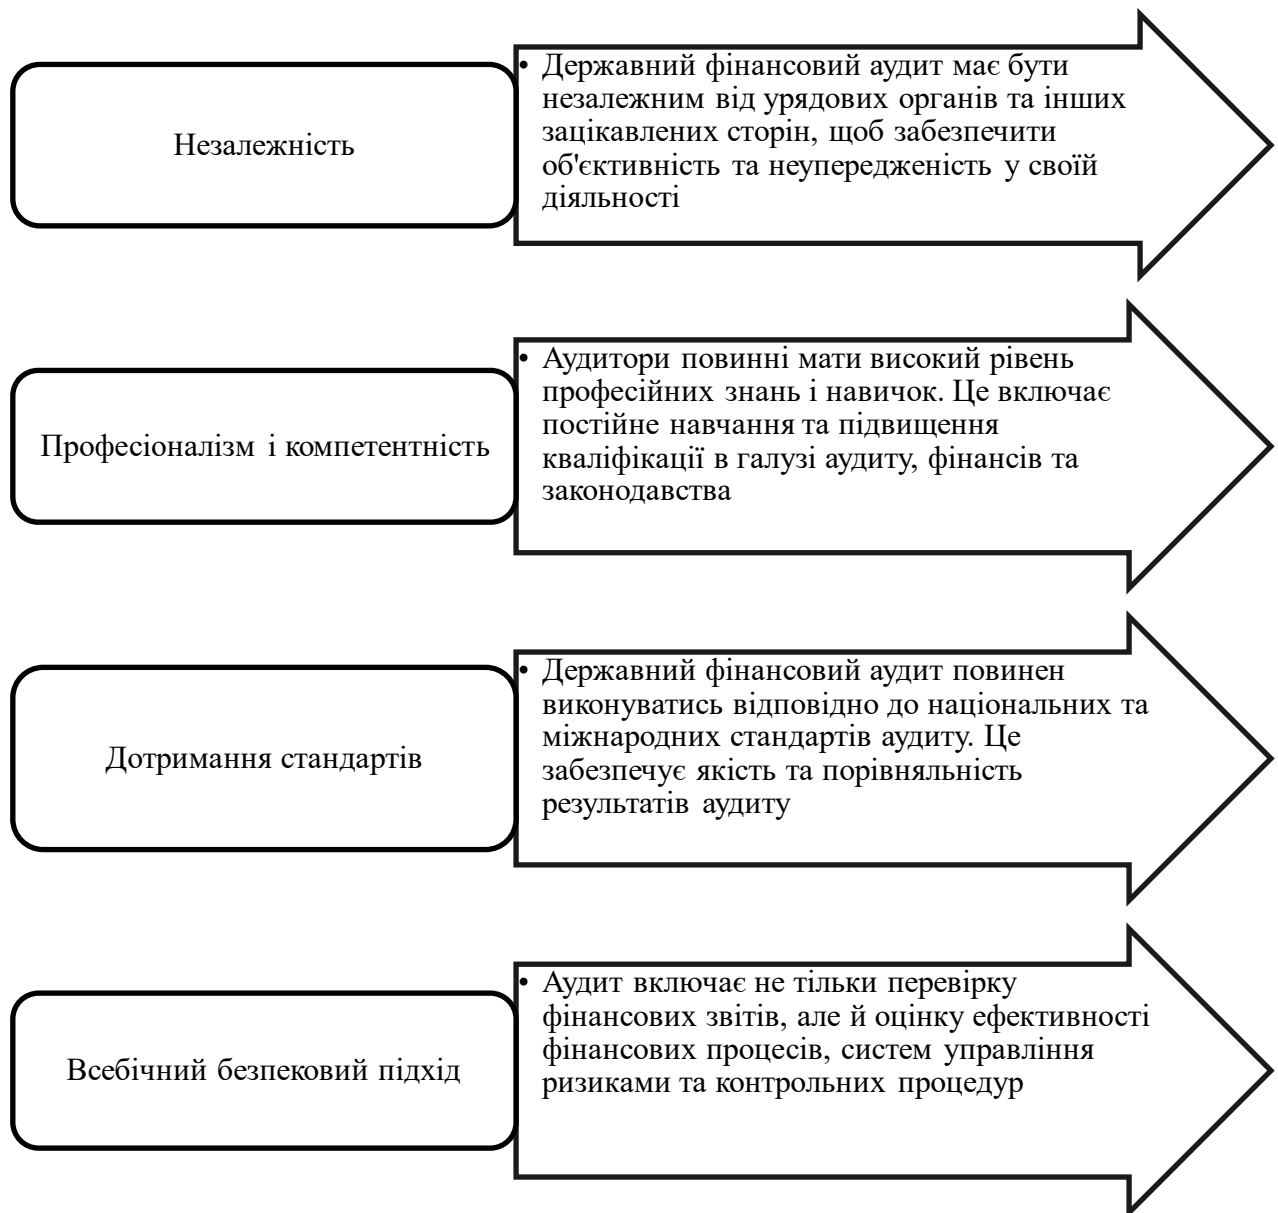 Незалежність
• Державний фінансовий аудит має бути
незалежним від урядових органів та інших
зацікавлених сторін, щоб забезпечити
об'єктивність та неупередженість у своїй
діяльності
Професіоналізм і компетентність
• Аудитори повинні мати високий рівень
професійних знань і навичок. Це включає
постійне навчання та підвищення
кваліфікації в галузі аудиту, фінансів та
законодавства
Дотримання стандартів
• Державний фінансовий аудит повинен
виконуватись відповідно до національних та
міжнародних стандартів аудиту. Це
забезпечує якість та порівняльність
результатів аудиту
Всебічний безпековий підхід
• Аудит включає не тільки перевірку
фінансових звітів, але й оцінку ефективності
фінансових процесів, систем управління
ризиками та контрольних процедур